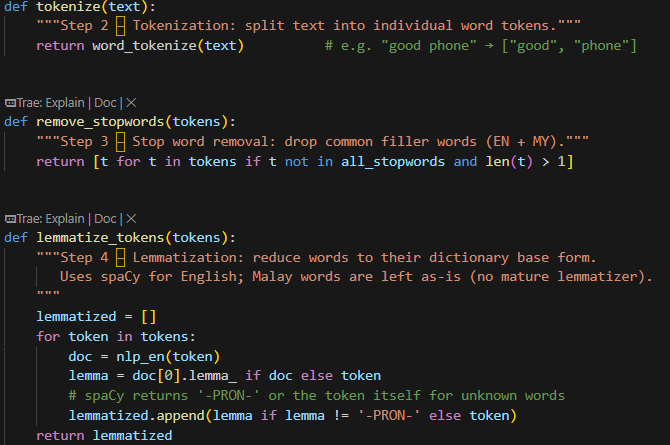 def tokenize(text):
    """Step 2 – Tokenization: split text into individual word tokens."""
    return word_tokenize(text)          # e.g. "good phone" → ["good", "phone"]
Trae: Explain | Doc | X
def remove_stopwords(tokens):
    """Step 3 – Stop word removal: drop common filler words (EN + MY)."""
    return [t for t in tokens if t not in all_stopwords and len(t) > 1]
Trae: Explain | Doc | X
def lemmatize_tokens(tokens):
    """Step 4 – Lemmatization: reduce words to their dictionary base form.
       Uses spaCy for English; Malay words are left as-is (no mature lemmatizer).
    """
    lemmatized = []
    for token in tokens:
        doc = nlp_en(token)
        lemma = doc[0].lemma_ if doc else token
        # spaCy returns '-PRON-' or the token itself for unknown words
        lemmatized.append(lemma if lemma != '-PRON-' else token)
    return lemmatized